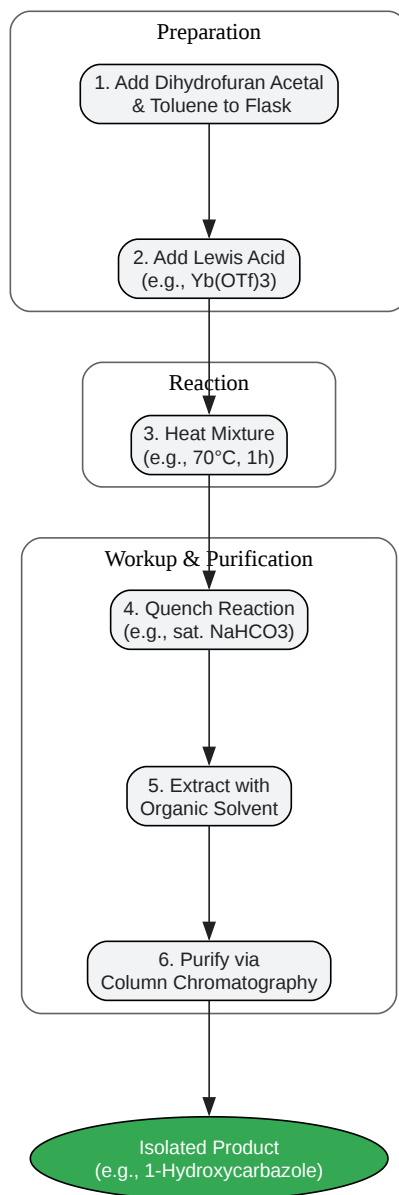 Preparation
1. Add Dihydrofuran Acetal
& Toluene to Flask
2. Add Lewis Acid
(e.g., Yb(OTf)3)
Reaction
3. Heat Mixture
(e.g., 70°C, 1h)
Workup & Purification
4. Quench Reaction
(e.g., sat. NaHCO3)
5. Extract with
Organic Solvent
6. Purify via
Column Chromatography
Isolated Product
(e.g., 1-Hydroxycarbazole)